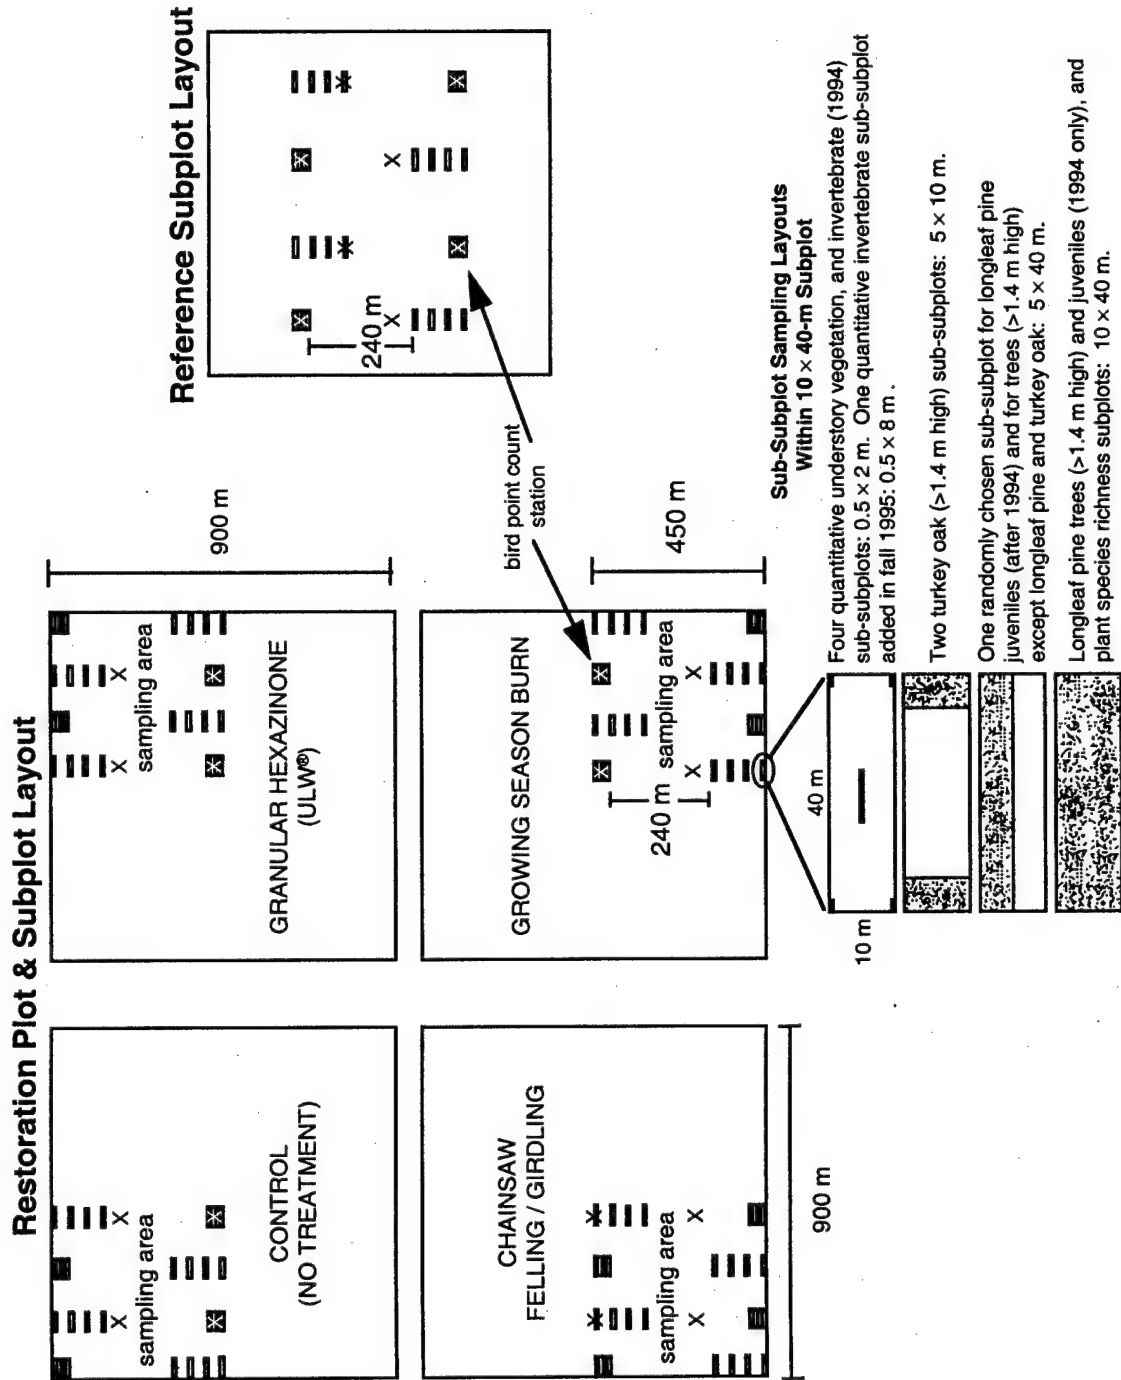 Restoration Plot & Subplot Layout
Reference Subplot Layout
sampling area
CONTROL
(NO TREATMENT)
sampling area
GRANULAR HEXAZINONE
(ULW®)
900 m
CHAINSAW
FELLING / GIRDLING
sampling area
900 m
GROWING SEASON BURN
sampling area
240 m
450 m
bird point count
station
240 m
40 m
10 m
Sub-Subplot Sampling Layouts
Within 10 × 40-m Subplot
Four quantitative understory vegetation, and invertebrate (1994)
sub-subplots: 0.5 × 2 m. One quantitative invertebrate sub-subplot
added in fall 1995: 0.5 × 8 m.
Two turkey oak (>1.4 m high) sub-subplots: 5 × 10 m.
One randomly chosen sub-subplot for longleaf pine
juveniles (after 1994) and for trees (>1.4 m high)
except longleaf pine and turkey oak: 5 × 40 m.
Longleaf pine trees (>1.4 m high) and juveniles (1994 only), and
plant species richness subplots: 10 × 40 m.